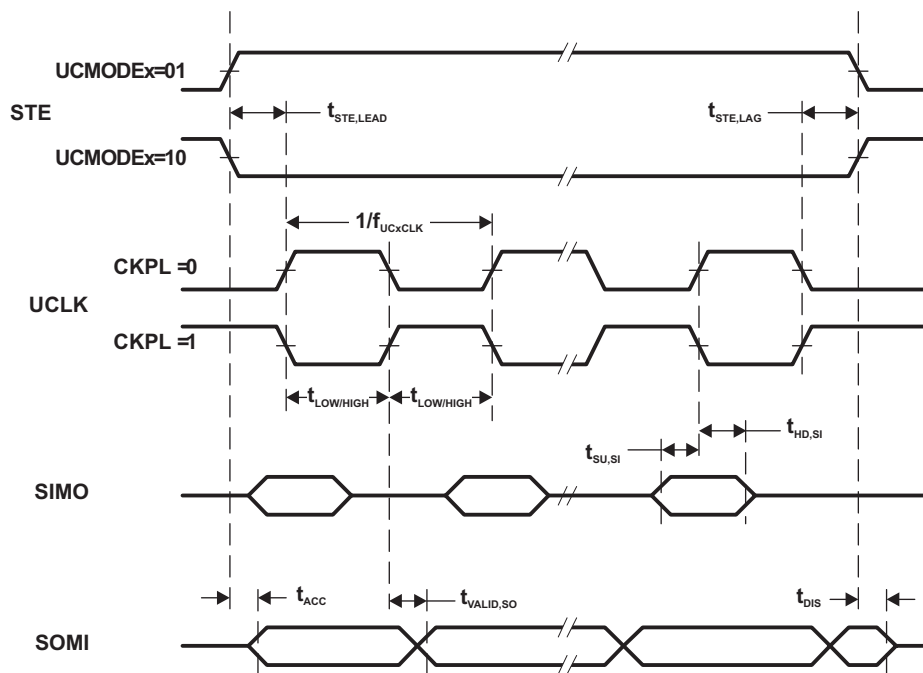 UCMODEx=01
STE
tSTE,LEAD
tSTE,LAG
UCMODEx=10
1/fUCxCLK
CKPL =0
UCLK
CKPL =1
tLOW/HIGH tLOW/HIGH
tHD,SI
tSU,SI
SIMO
tACC
tVALID,SO
tDIS
SOMI